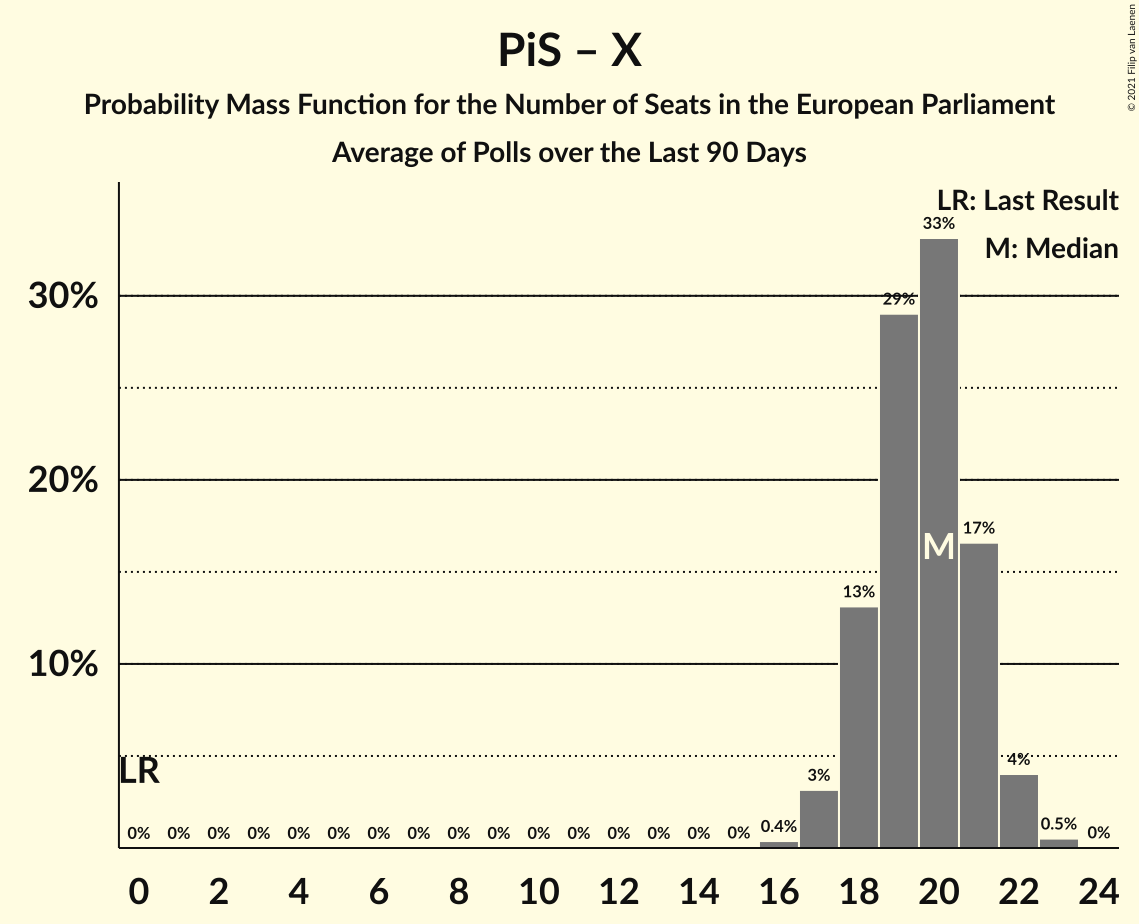 PiS – X
Probability Mass Function for the Number of Seats in the European Parliament
Average of Polls over the Last 90 Days
© 2021 Filip van Laenen
LR: Last Result
M: Median
30%
20%
10%
LR
M
0% 0% 0% 0% 0% 0% 0% 0% 0% 0% 0% 0% 0% 0% 0% 0% 0.4% 3% 13% 29% 33% 17% 4% 0.5% 0%
0 2 4 6 8 10 12 14 16 18 20 22 24